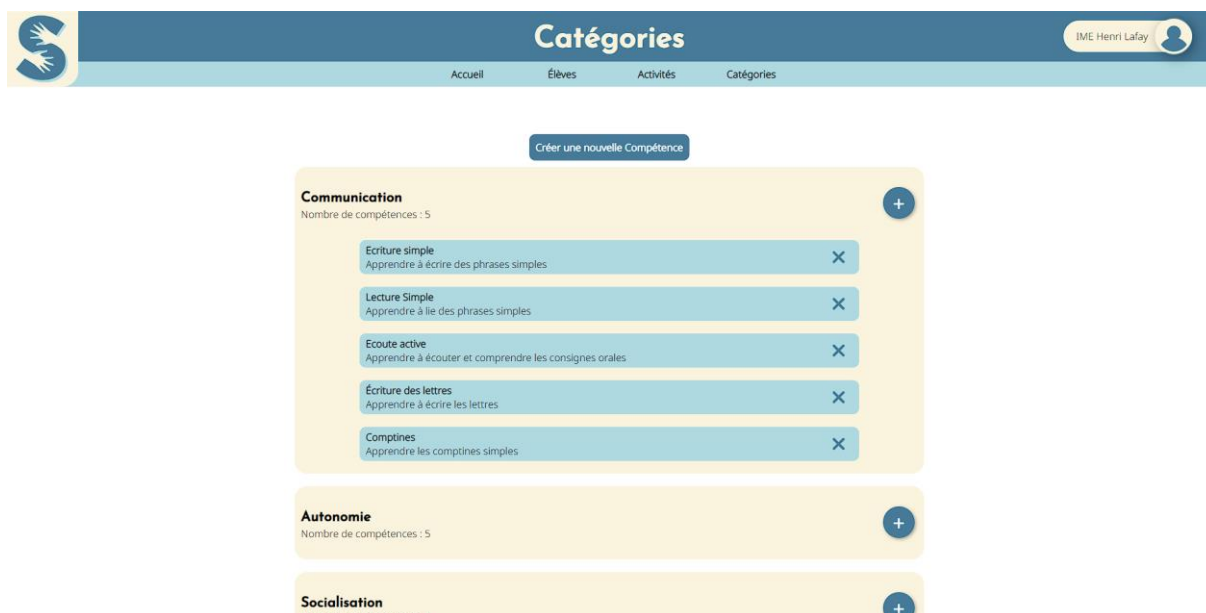 Catégories
IME Henri Lafay
Accueil Élèves Activités Catégories
Créer une nouvelle Compétence
Communication
Nombre de compétences : 5
Ecriture simple
Apprendre à écrire des phrases simples
Lecture Simple
Apprendre à lie des phrases simples
Ecoute active
Apprendre à écouter et comprendre les consignes orales
Écriture des lettres
Apprendre à écrire les lettres
Comptines
Apprendre les comptines simples
Autonomie
Nombre de compétences : 5
Socialisation